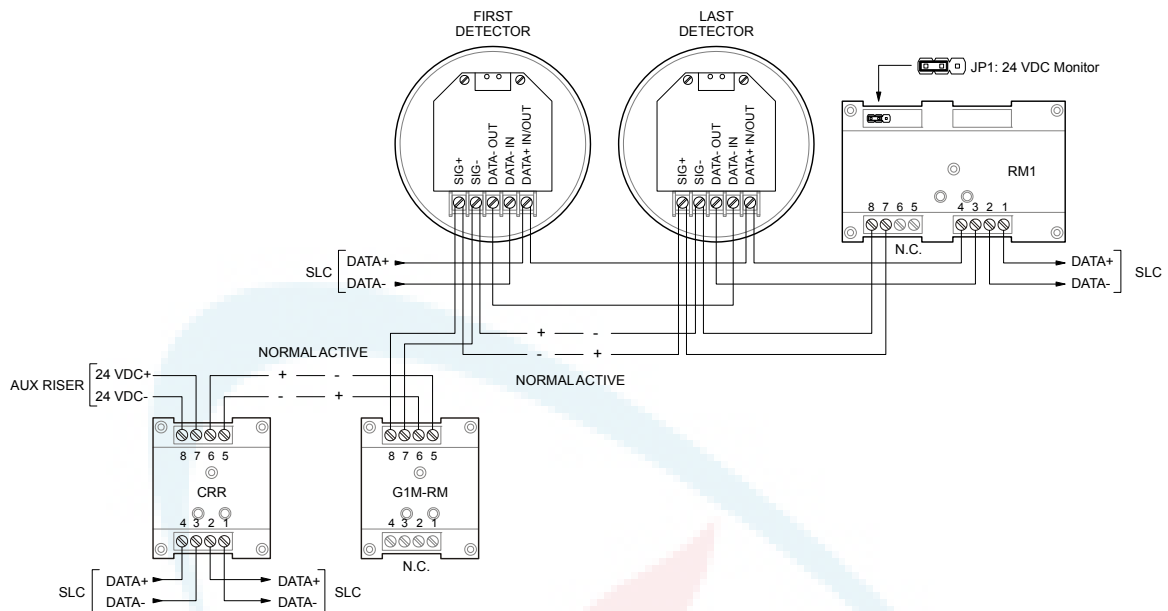 FIRST
DETECTOR
LAST
DETECTOR
JP1: 24 VDC Monitor
SIG+
SIG-
DATA- OUT
DATA- IN
DATA+ IN/OUT
SIG+
SIG-
DATA- OUT
DATA- IN
DATA+ IN/OUT
RM1
8 7 6 5
4 3 2 1
N.C.
SLC
DATA+
DATA-
DATA+
DATA-
SLC
+ -
- +
NORMAL ACTIVE
NORMAL ACTIVE
AUX RISER
24 VDC+
24 VDC-
+ -
- +
8 7 6 5
CRR
4 3 2 1
8 7 6 5
G1M-RM
4 3 2 1
N.C.
SLC
DATA+
DATA-
DATA+
DATA-
SLC